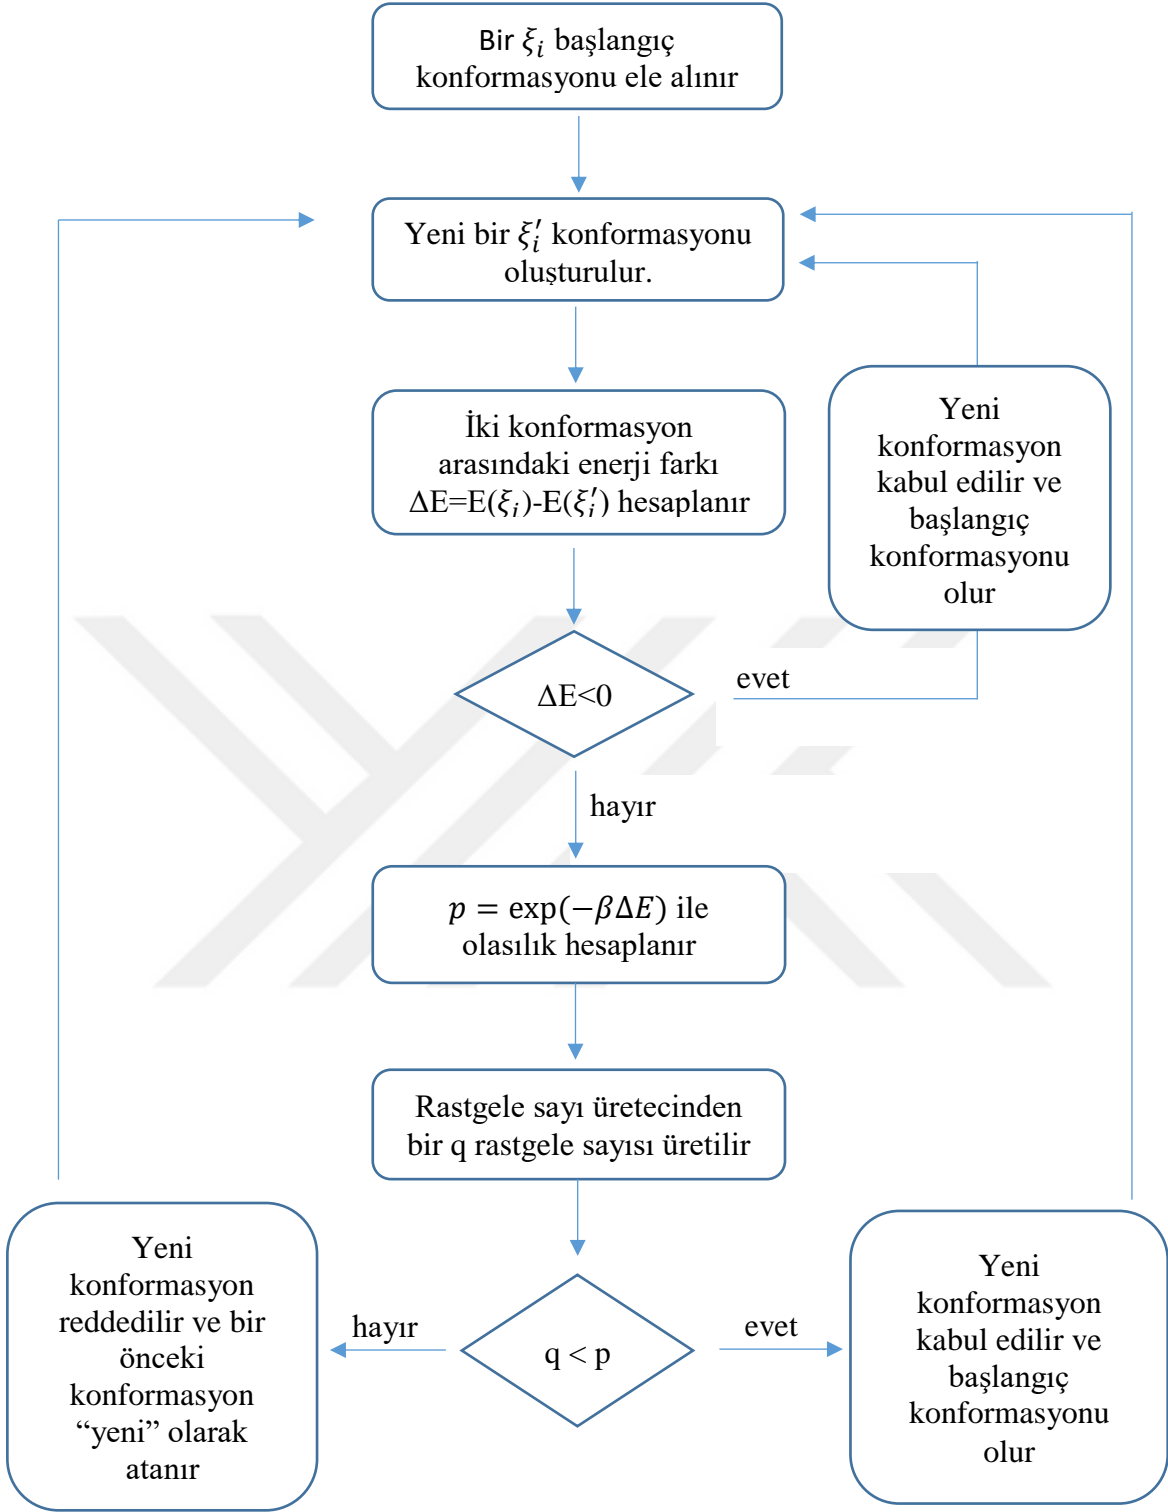 Bir ξᵢ başlangıç
konformasyonu ele alınır
Yeni bir ξᵢ′ konformasyonu
oluşturulur.
İki konformasyon
arasındaki enerji farkı
ΔE=E(ξᵢ)-E(ξᵢ′) hesaplanır
Yeni
konformasyon
kabul edilir ve
başlangıç
konformasyonu
olur
ΔE<0
evet
hayır
p = exp(−βΔE) ile
olasılık hesaplanır
Rastgele sayı üretecinden
bir q rastgele sayısı üretilir
Yeni
konformasyon
reddedilir ve bir
önceki
konformasyon
“yeni” olarak
atanır
hayır
q < p
evet
Yeni
konformasyon
kabul edilir ve
başlangıç
konformasyonu
olur